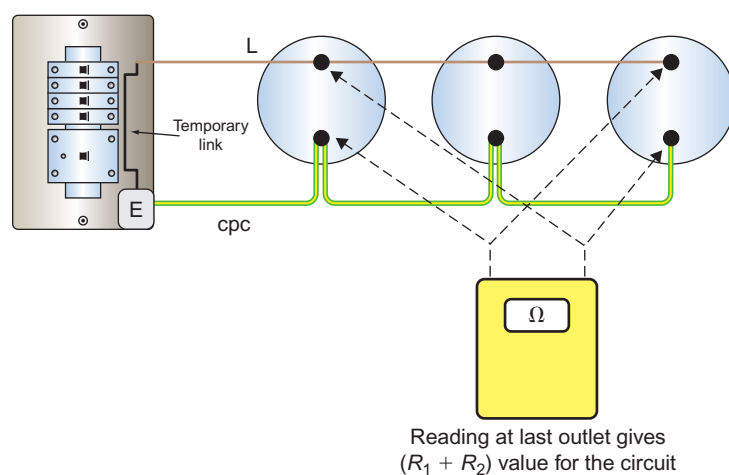 L
Temporary
link
E
cpc
Ω
Reading at last outlet gives
(R1 + R2) value for the circuit